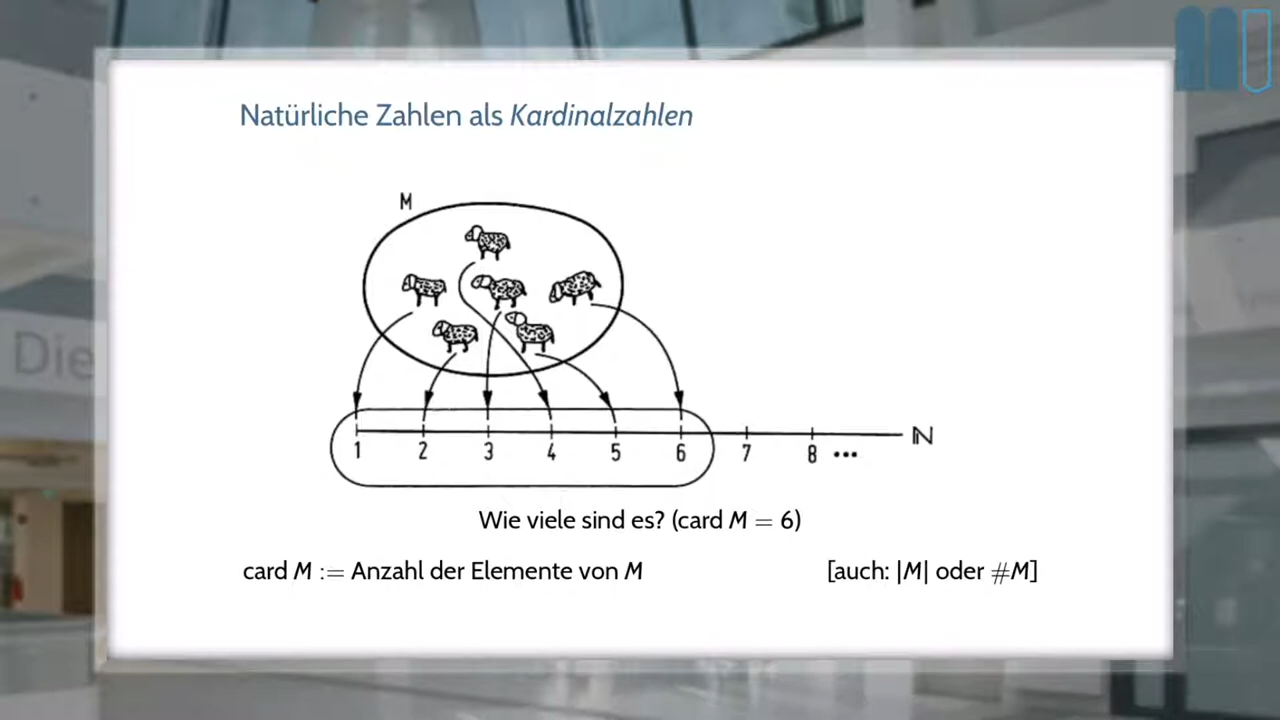 Natürliche Zahlen als Kardinalzahlen
M
1 2 3 4 5 6 7 8 ... ℕ
Wie viele sind es? (card M = 6)
card M := Anzahl der Elemente von M [auch: |M| oder #M]
Die